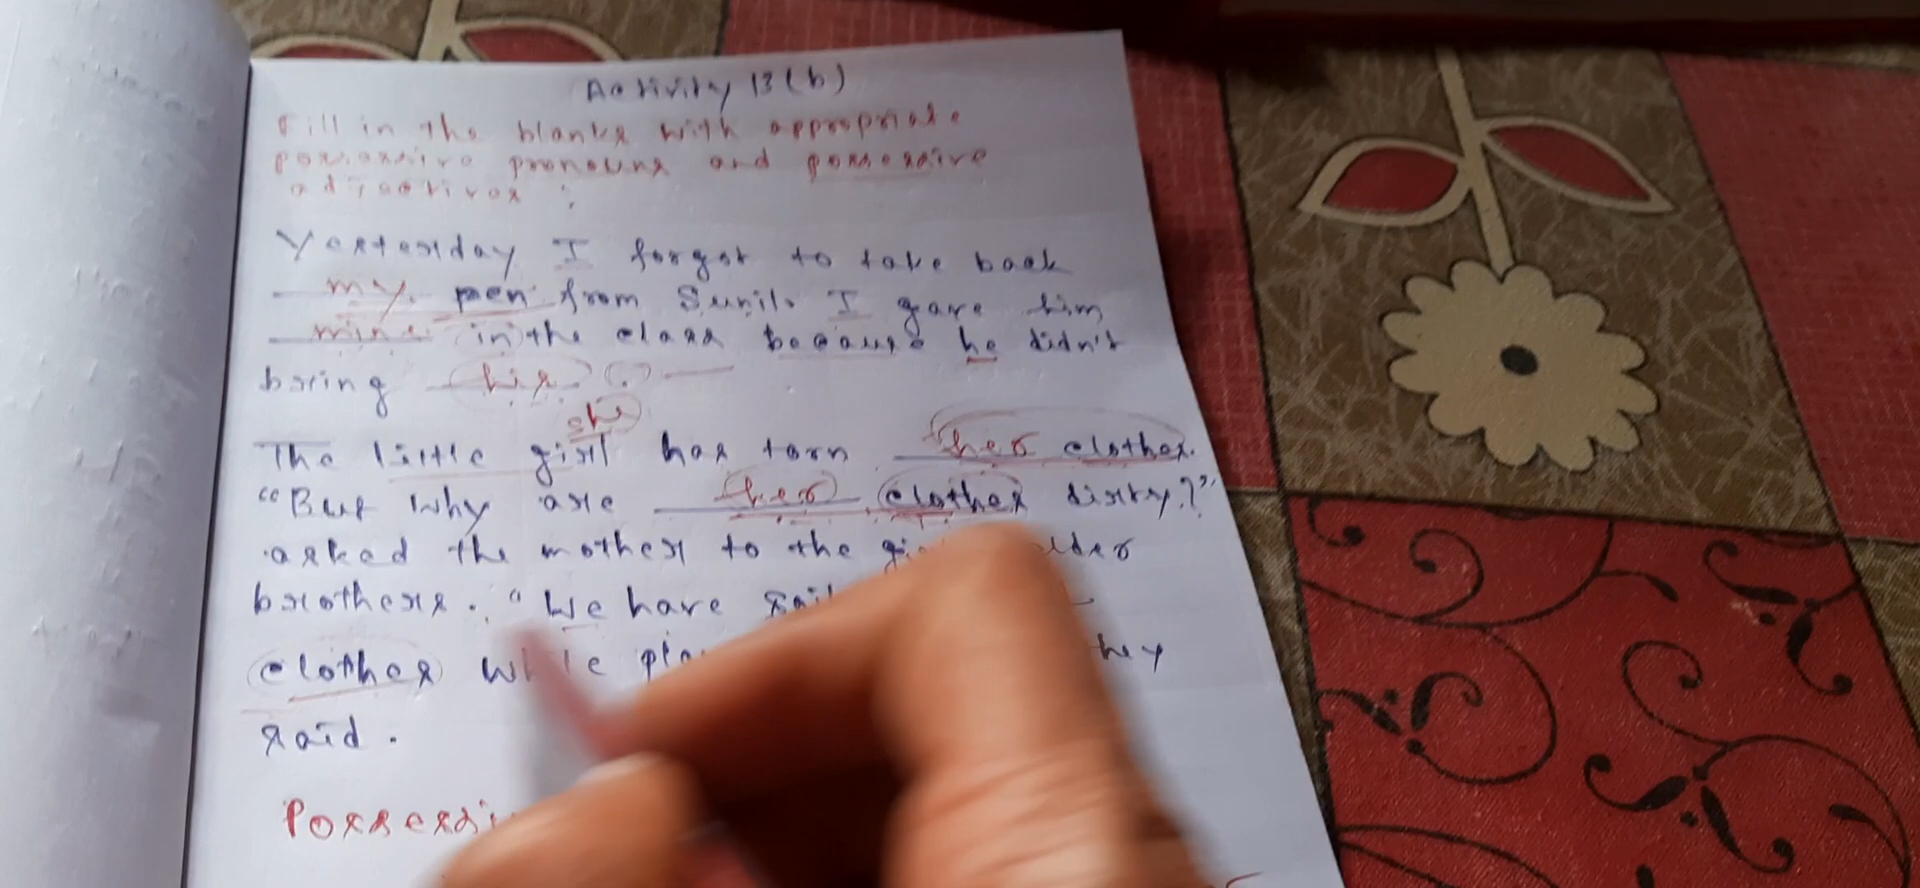 Activity 13(b)
Fill in the blanks with appropriate
possessive pronouns and possessive
adjectives :
Yesterday I forgot to take back
my pen from Sunil. I gave him
mine in the class because he didn't
bring his.
she
The little girl has torn her clothes.
"But why are her clothes dirty?"
asked the mother to the
brothers. "We have
clothes while they
said.